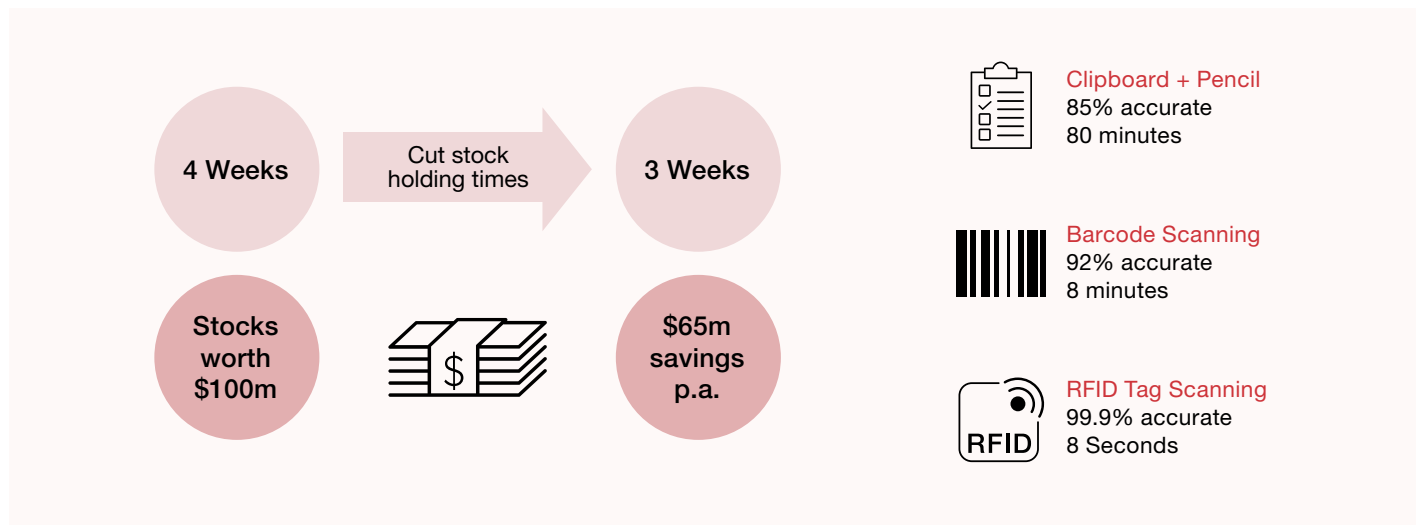 4 Weeks
Cut stock
holding times
3 Weeks
Stocks
worth
$100m
$
$65m
savings
p.a.
Clipboard + Pencil
85% accurate
80 minutes
Barcode Scanning
92% accurate
8 minutes
RFID
RFID Tag Scanning
99.9% accurate
8 Seconds